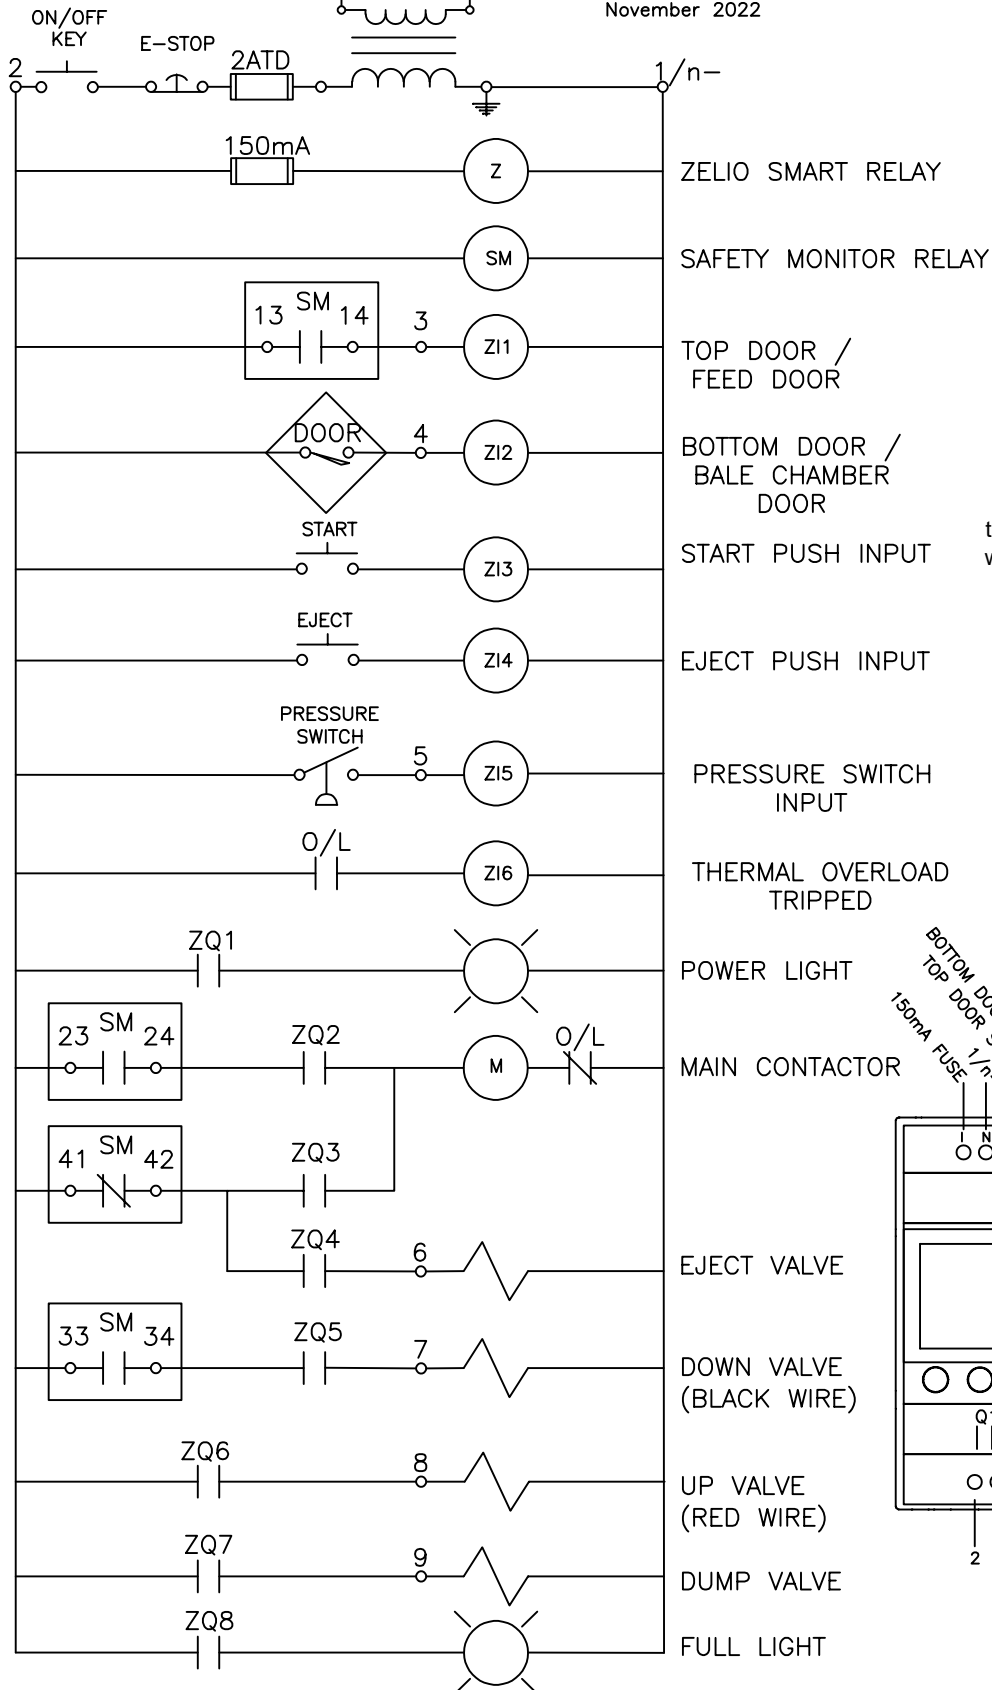 November 2022
ON/OFF
KEY
E-STOP
2ATD
2
1/n-
150mA
Z
ZELIO SMART RELAY
SM
SAFETY MONITOR RELAY
SM
13
14
3
ZI1
TOP DOOR /
FEED DOOR
DOOR
4
ZI2
BOTTOM DOOR /
BALE CHAMBER
DOOR
START
ZI3
START PUSH INPUT
EJECT
ZI4
EJECT PUSH INPUT
PRESSURE
SWITCH
5
ZI5
PRESSURE SWITCH
INPUT
O/L
ZI6
THERMAL OVERLOAD
TRIPPED
ZQ1
POWER LIGHT
SM
23
24
ZQ2
M
O/L
MAIN CONTACTOR
SM
41
42
ZQ3
ZQ4
6
EJECT VALVE
SM
33
34
ZQ5
7
DOWN VALVE
(BLACK WIRE)
ZQ6
8
UP VALVE
(RED WIRE)
ZQ7
9
DUMP VALVE
ZQ8
FULL LIGHT
BOTTOM
TOP DOOR
1/n
150mA FUSE
N
2